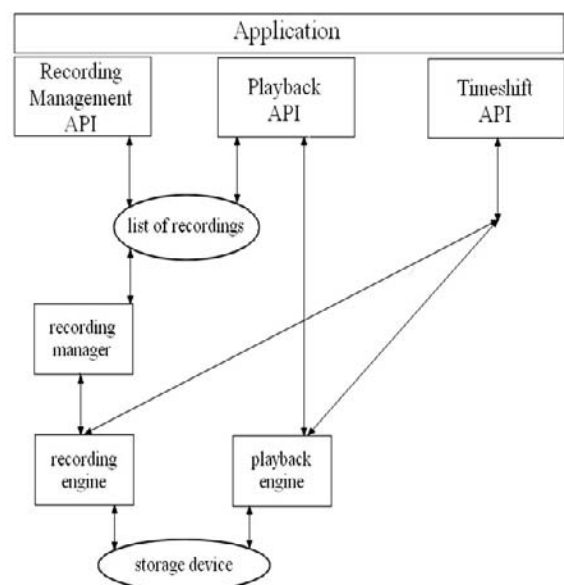 Application
Recording
Management
API
Playback
API
Timeshift
API
list of recordings
recording
manager
recording
engine
playback
engine
storage device